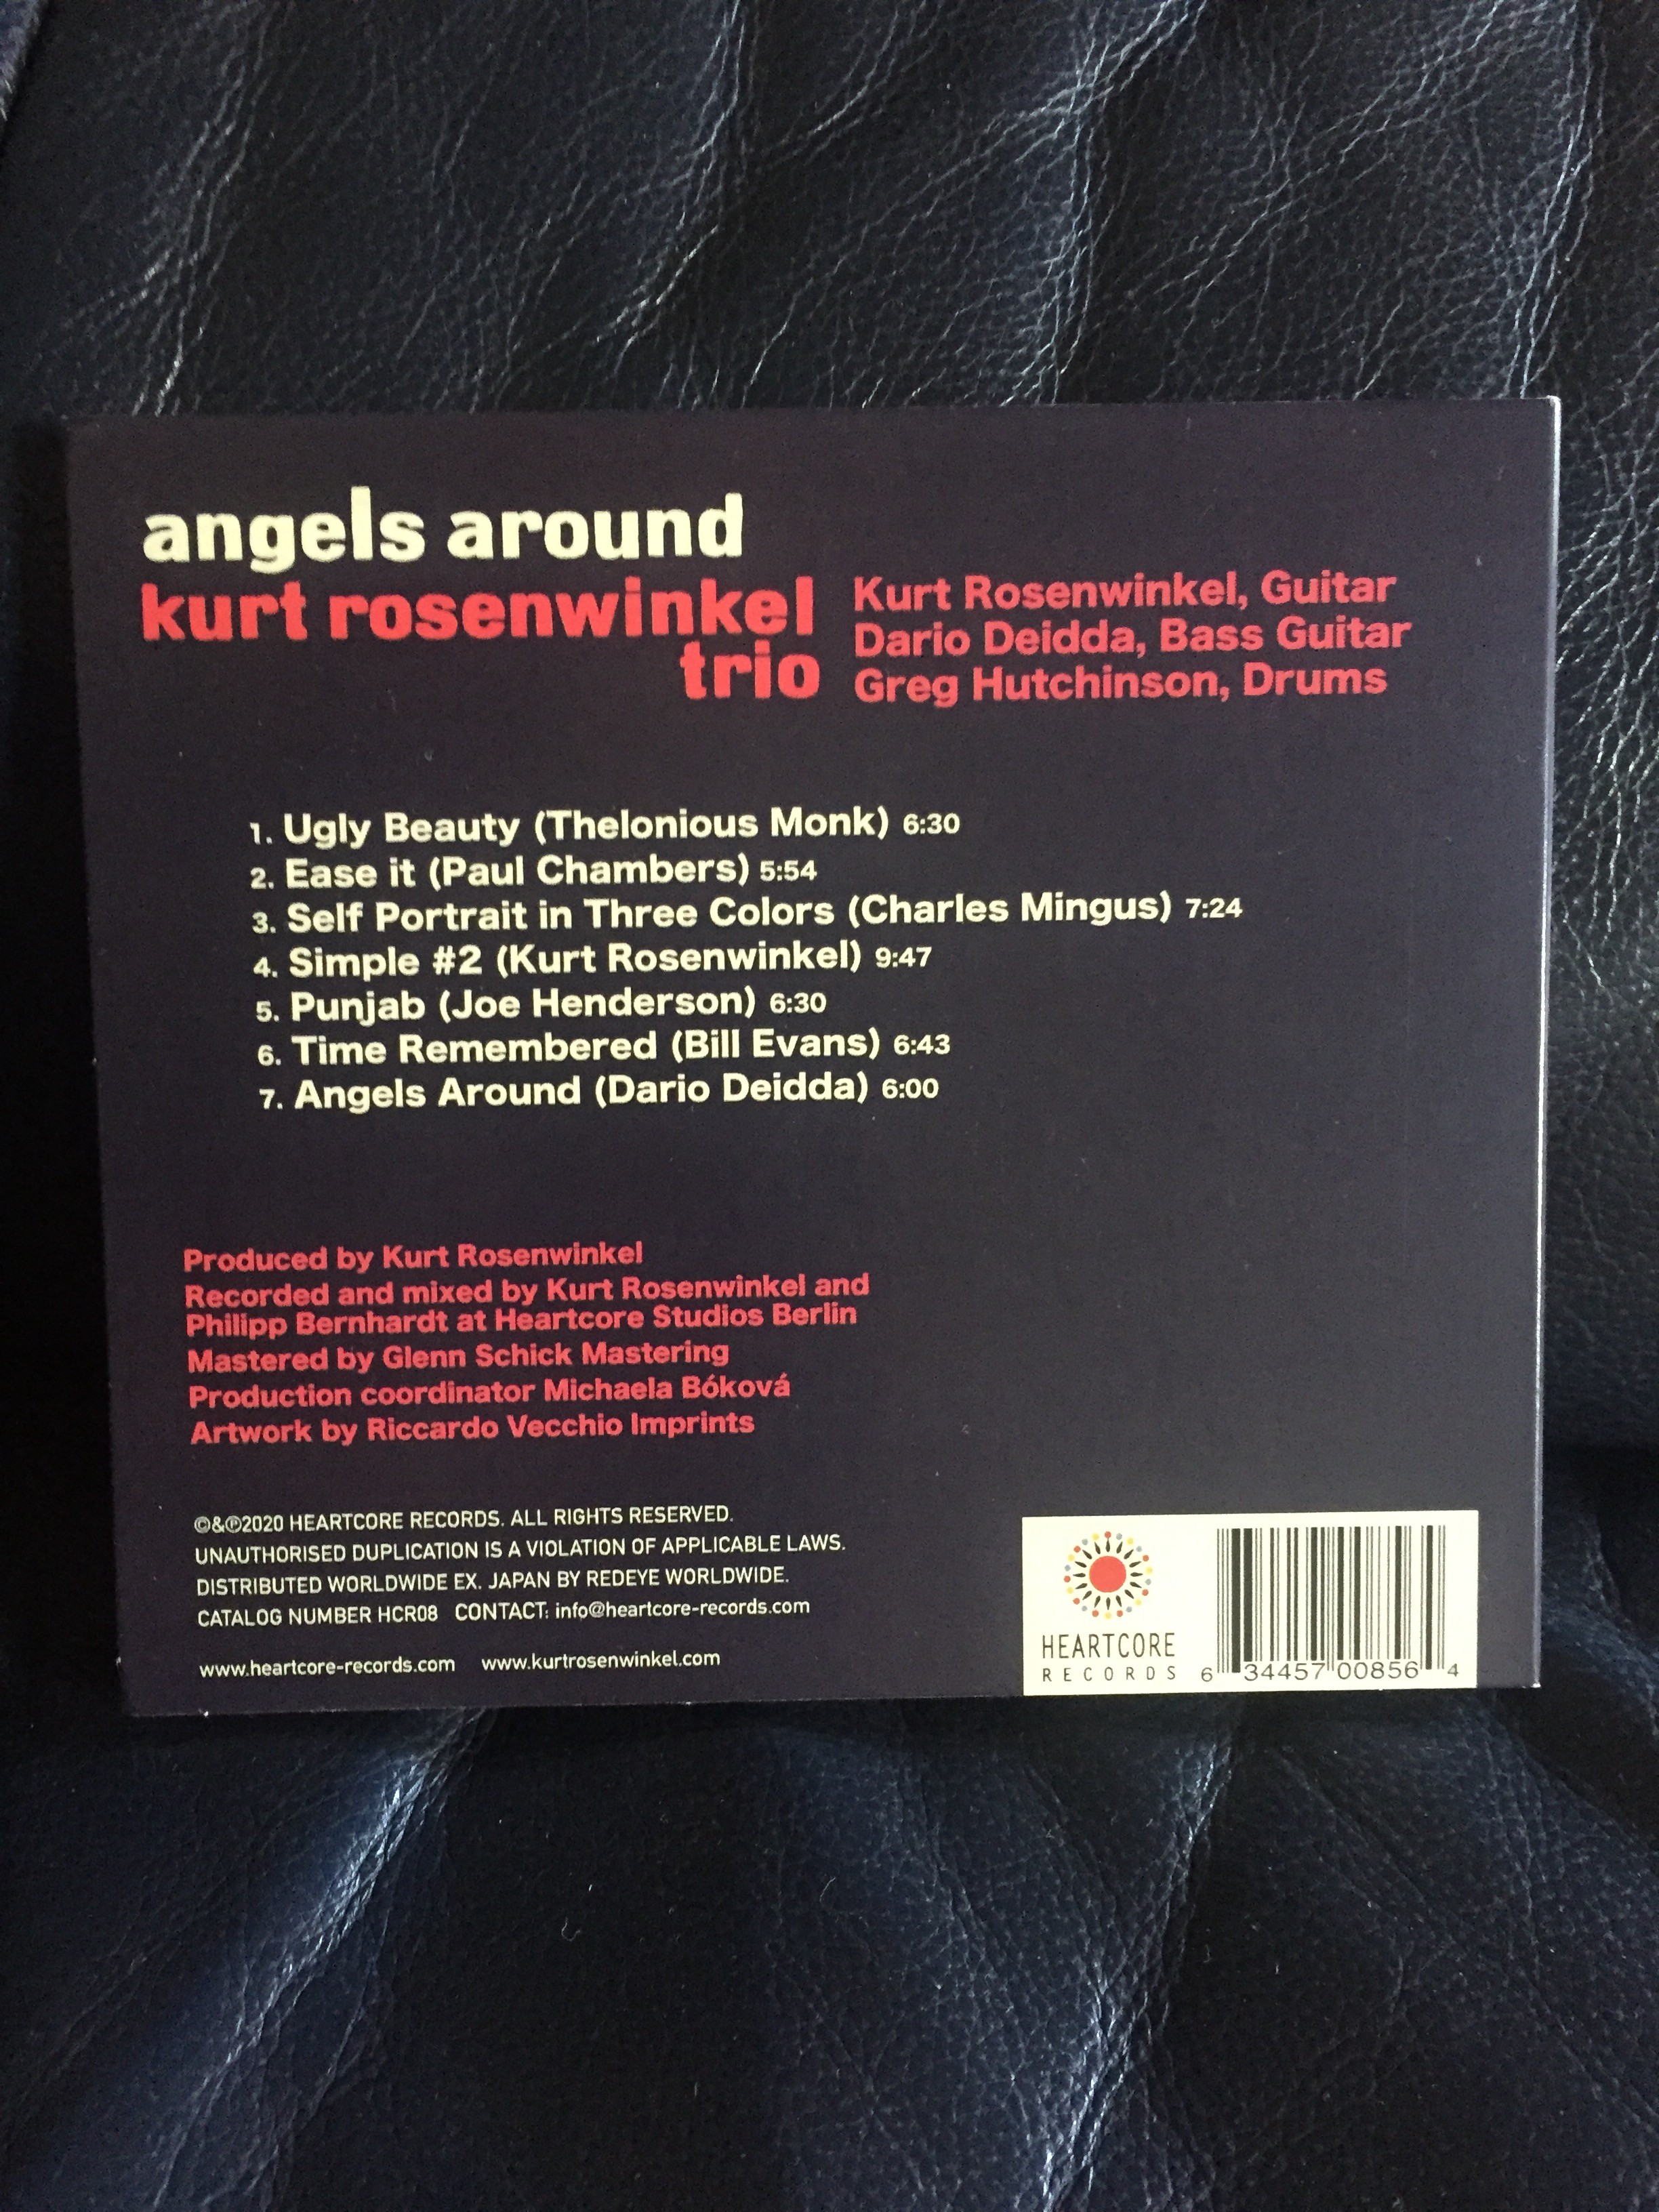 angels around
kurt rosenwinkel
trio
Kurt Rosenwinkel, Guitar
Dario Deidda, Bass Guitar
Greg Hutchinson, Drums
1. Ugly Beauty (Thelonious Monk) 6:30
2. Ease it (Paul Chambers) 5:54
3. Self Portrait in Three Colors (Charles Mingus) 7:24
4. Simple #2 (Kurt Rosenwinkel) 9:47
5. Punjab (Joe Henderson) 6:30
6. Time Remembered (Bill Evans) 6:43
7. Angels Around (Dario Deidda) 6:00
Produced by Kurt Rosenwinkel
Recorded and mixed by Kurt Rosenwinkel and
Philipp Bernhardt at Heartcore Studios Berlin
Mastered by Glenn Schick Mastering
Production coordinator Michaela Bóková
Artwork by Riccardo Vecchio Imprints
©&℗2020 HEARTCORE RECORDS. ALL RIGHTS RESERVED.
UNAUTHORISED DUPLICATION IS A VIOLATION OF APPLICABLE LAWS.
DISTRIBUTED WORLDWIDE EX. JAPAN BY REDEYE WORLDWIDE.
CATALOG NUMBER HCR08 CONTACT: info@heartcore-records.com
www.heartcore-records.com www.kurtrosenwinkel.com
HEARTCORE
RECORDS
6 34457 00856 4